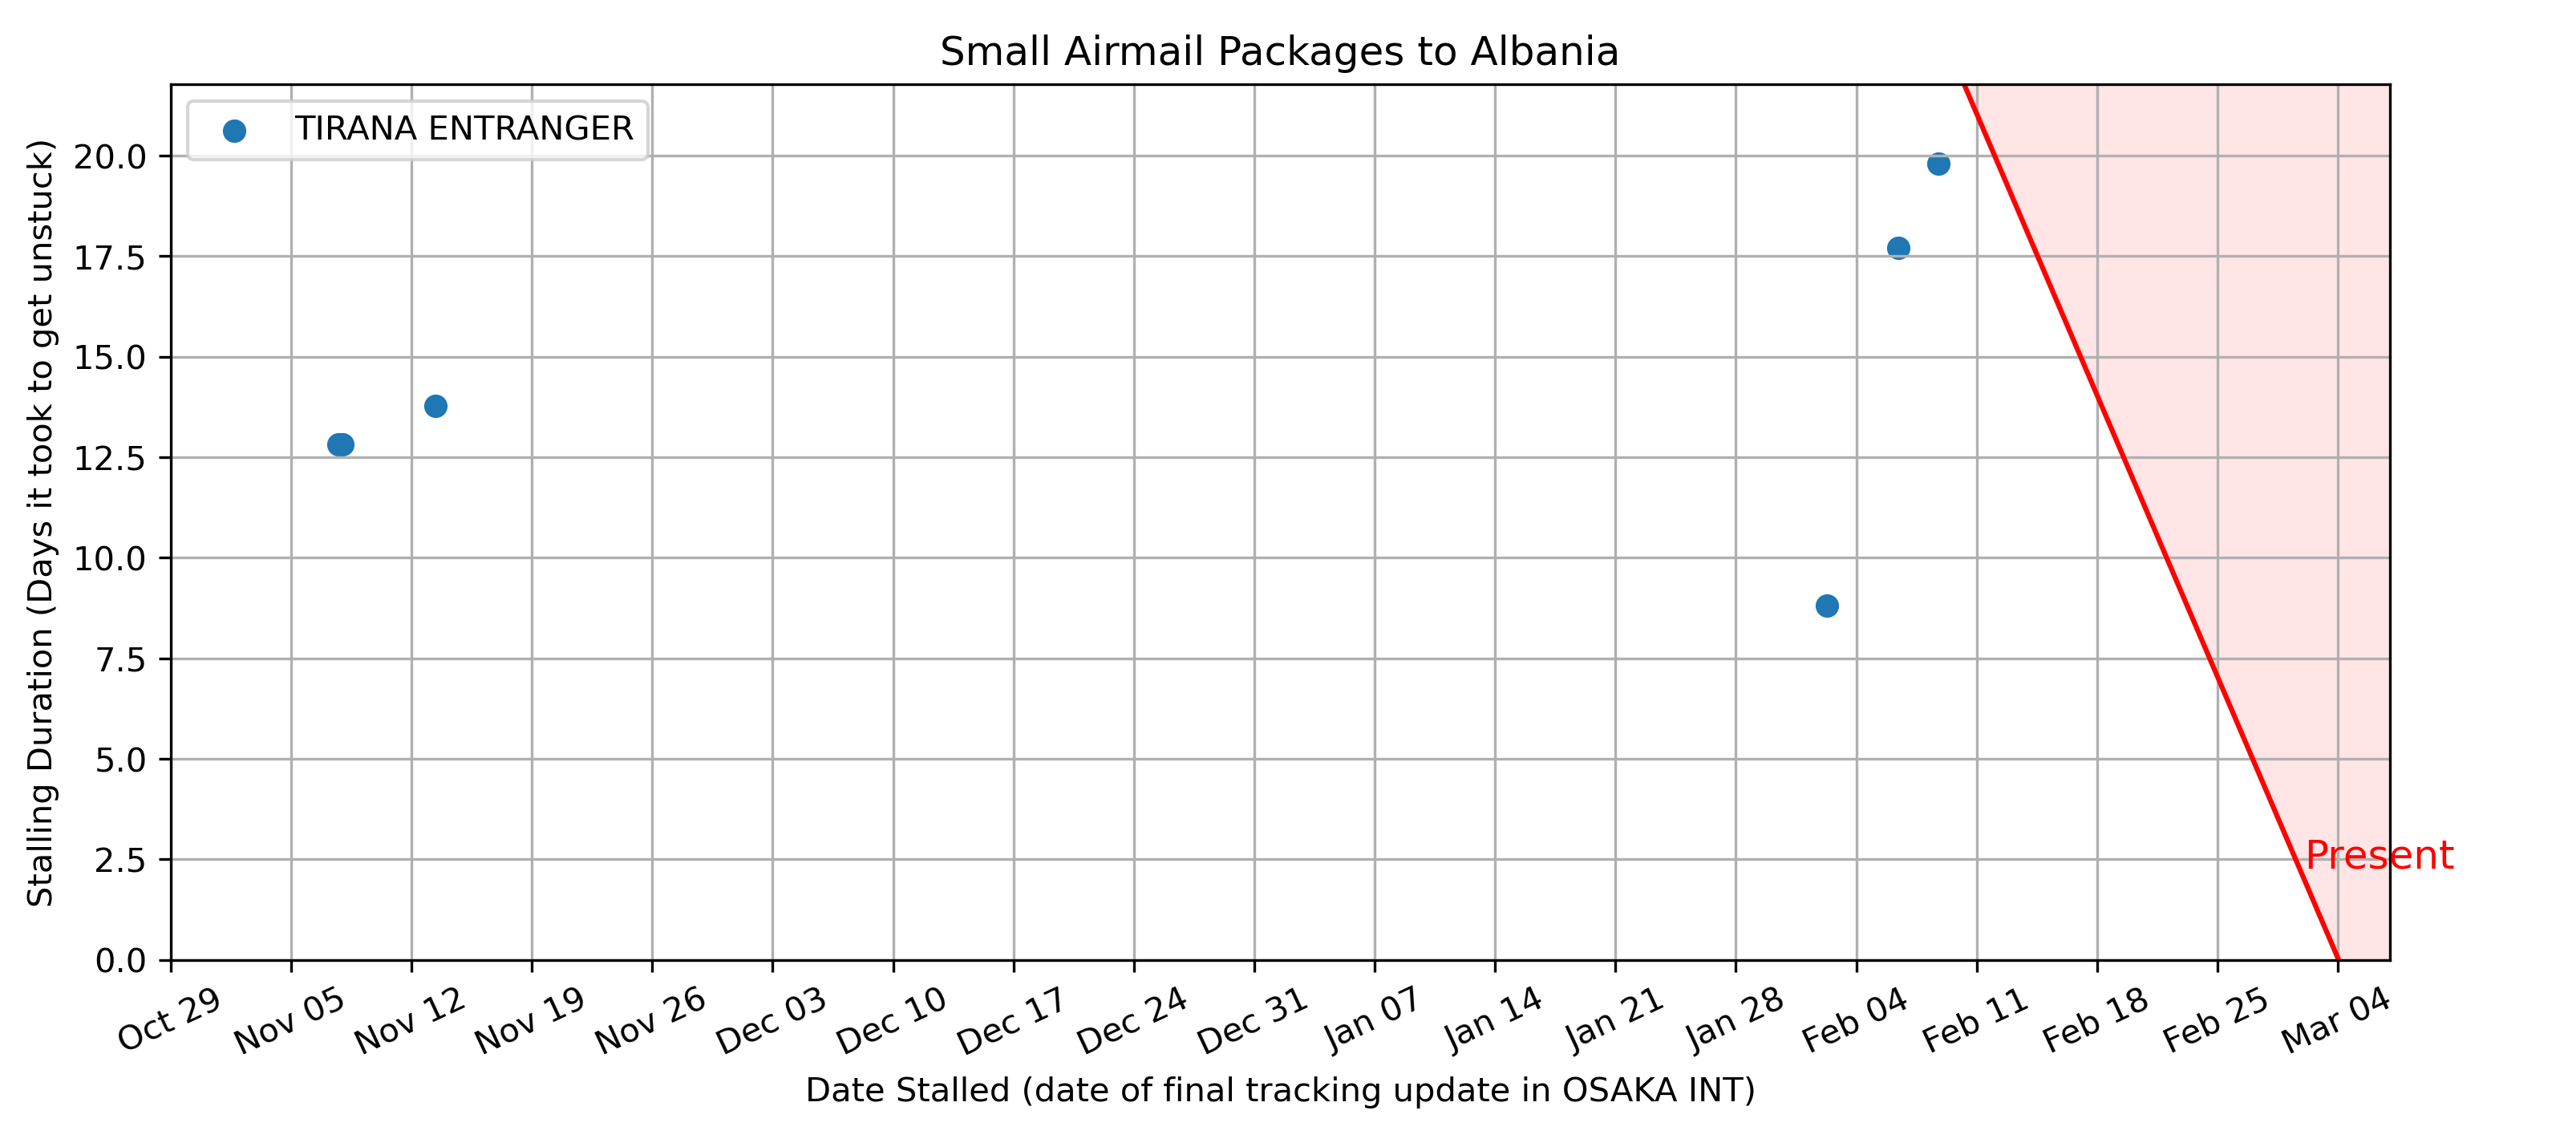 Small Airmail Packages to Albania
TIRANA ENTRANGER
Stalling Duration (Days it took to get unstuck)
20.0
17.5
15.0
12.5
10.0
7.5
5.0
2.5
0.0
Present
Oct 29
Nov 05
Nov 12
Nov 19
Nov 26
Dec 03
Dec 10
Dec 17
Dec 24
Dec 31
Jan 07
Jan 14
Jan 21
Jan 28
Feb 04
Feb 11
Feb 18
Feb 25
Mar 04
Date Stalled (date of final tracking update in OSAKA INT)